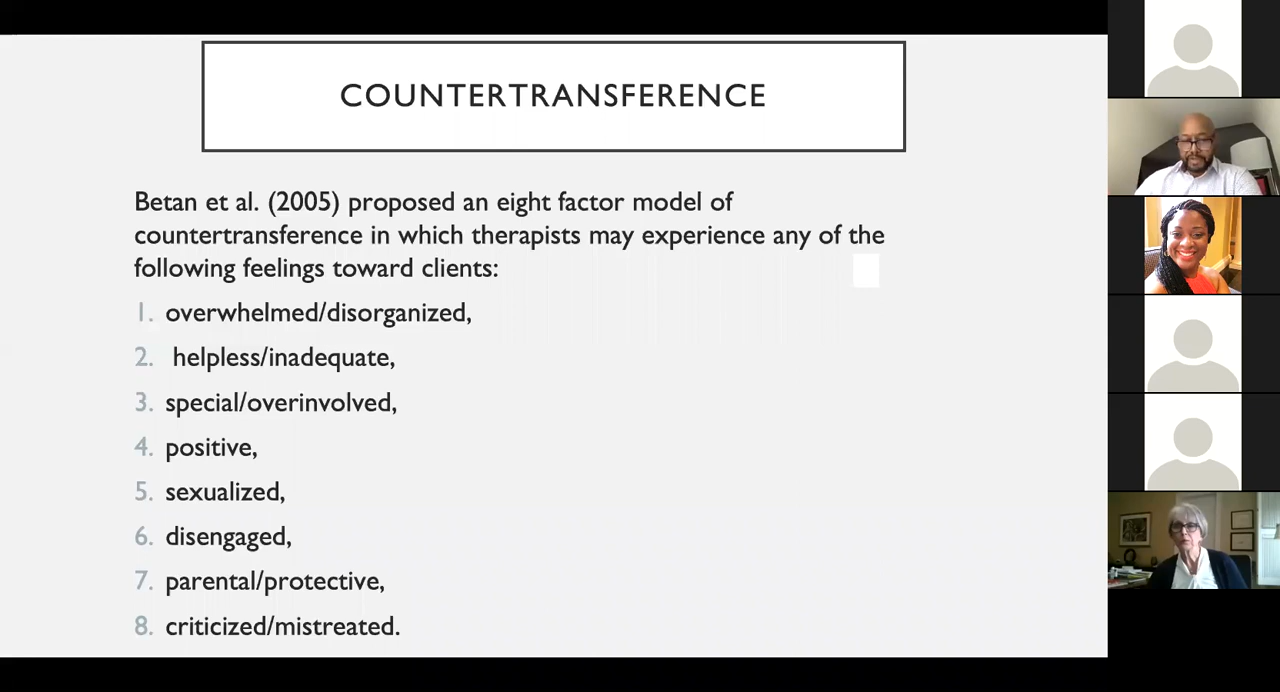 COUNTERTRANSFERENCE
Betan et al. (2005) proposed an eight factor model of
countertransference in which therapists may experience any of the
following feelings toward clients:
1. overwhelmed/disorganized,
2. helpless/inadequate,
3. special/overinvolved,
4. positive,
5. sexualized,
6. disengaged,
7. parental/protective,
8. criticized/mistreated.